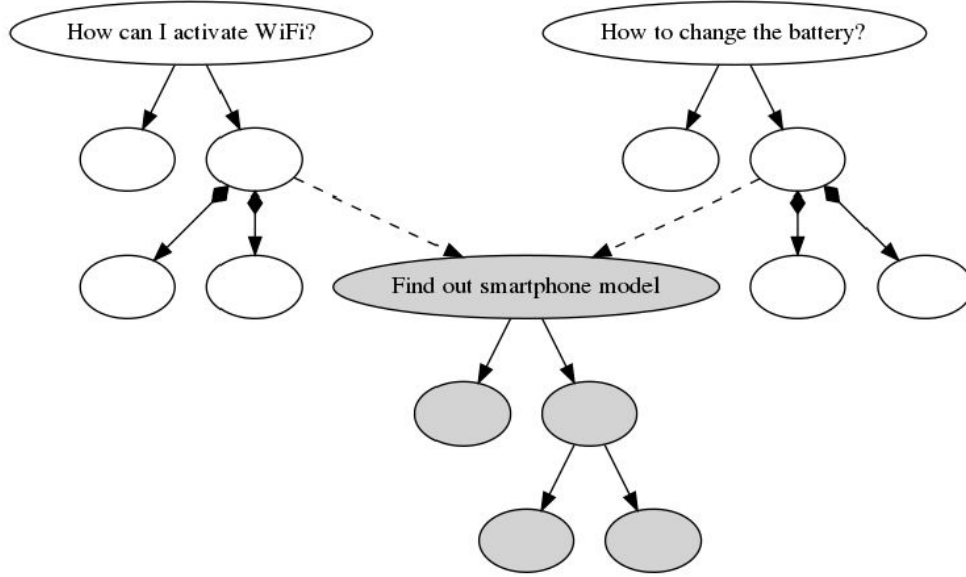 How can I activate WiFi?
How to change the battery?
Find out smartphone model